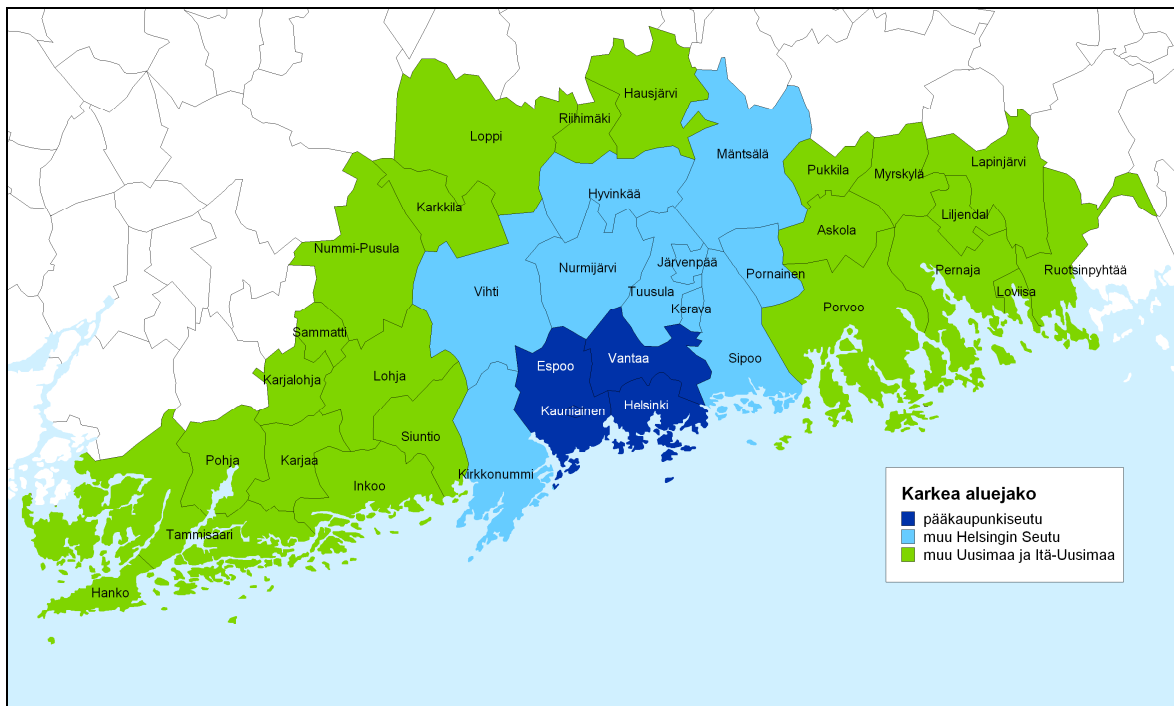 Hausjärvi
Riihimäki
Loppi
Mäntsälä
Lapinjärvi
Pukkila
Myrskylä
Hyvinkää
Karkkila
Liljendal
Askola
Nummi-Pusula
Järvenpää
Nurmijärvi
Pornainen
Pernaja
Ruotsinpyhtää
Vihti
Tuusula
Loviisa
Kerava
Porvoo
Sammatti
Vantaa
Sipoo
Espoo
Karjalohja
Lohja
Kauniainen
Helsinki
Siuntio
Pohja
Karjaa
Kirkkonummi
Inkoo
Tammisaari
Hanko
Karkea aluejako
pääkaupunkiseutu
muu Helsingin Seutu
muu Uusimaa ja Itä-Uusimaa